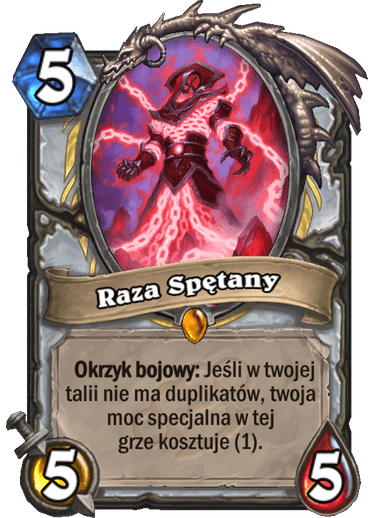 5
Raza Spętany
Okrzyk bojowy: Jeśli w twojej
talii nie ma duplikatów, twoja
moc specjalna w tej
grze kosztuje (1).
5
5